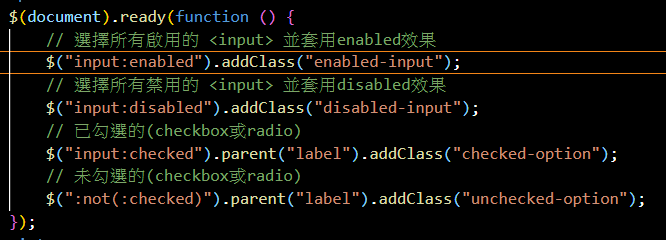 $(document).ready(function () {
// 選擇所有啟用的 <input> 並套用enabled效果
$("input:enabled").addClass("enabled-input");
// 選擇所有禁用的 <input> 並套用disabled效果
$("input:disabled").addClass("disabled-input");
// 已勾選的(checkbox或radio)
$("input:checked").parent("label").addClass("checked-option");
// 未勾選的(checkbox或radio)
$(":not(:checked)").parent("label").addClass("unchecked-option");
});